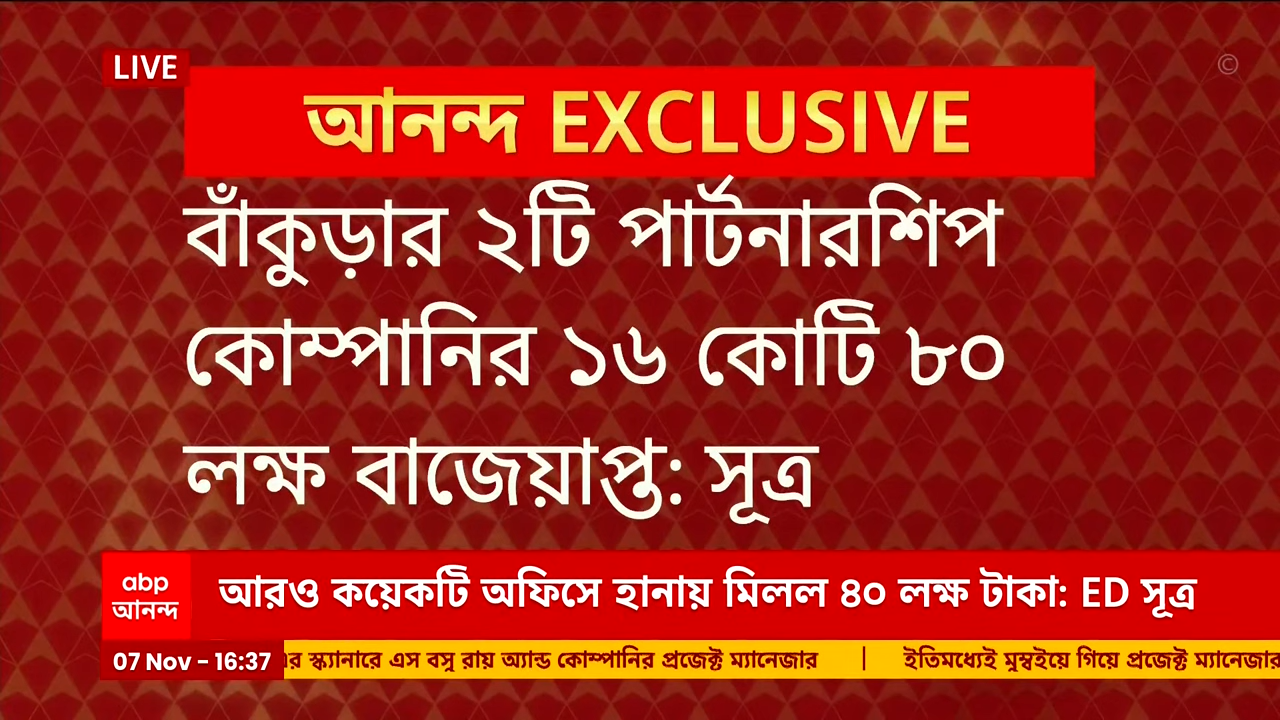 LIVE
©
আনন্দ EXCLUSIVE
বাঁকুড়ার ২টি পার্টনারশিপ
কোম্পানির ১৬ কোটি ৮০
লক্ষ বাজেয়াপ্ত: সূত্র
abp
আনন্দ
আরও কয়েকটি অফিসে হানায় মিলল ৪০ লক্ষ টাকা: ED সূত্র
07 Nov - 16:37
স্ক্যানারে এস বসু রায় অ্যান্ড কোম্পানির প্রজেক্ট ম্যানেজার | ইতিমধ্যেই মুম্বইয়ে গিয়ে প্রজেক্ট ম্যানেজার